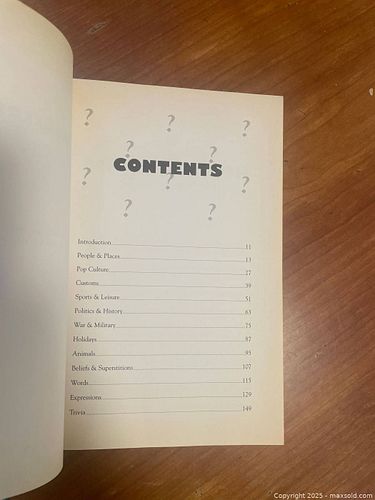 ? ? ?
?
CONTENTS
? ? ?
? ?
Introduction 11
People & Places 13
Pop Culture 27
Customs 39
Sports & Leisure 51
Politics & History 63
War & Military 75
Holidays 87
Animals 95
Beliefs & Superstitions 107
Words 115
Expressions 129
Trivia 149
Copyright 2025 - maxsold.com